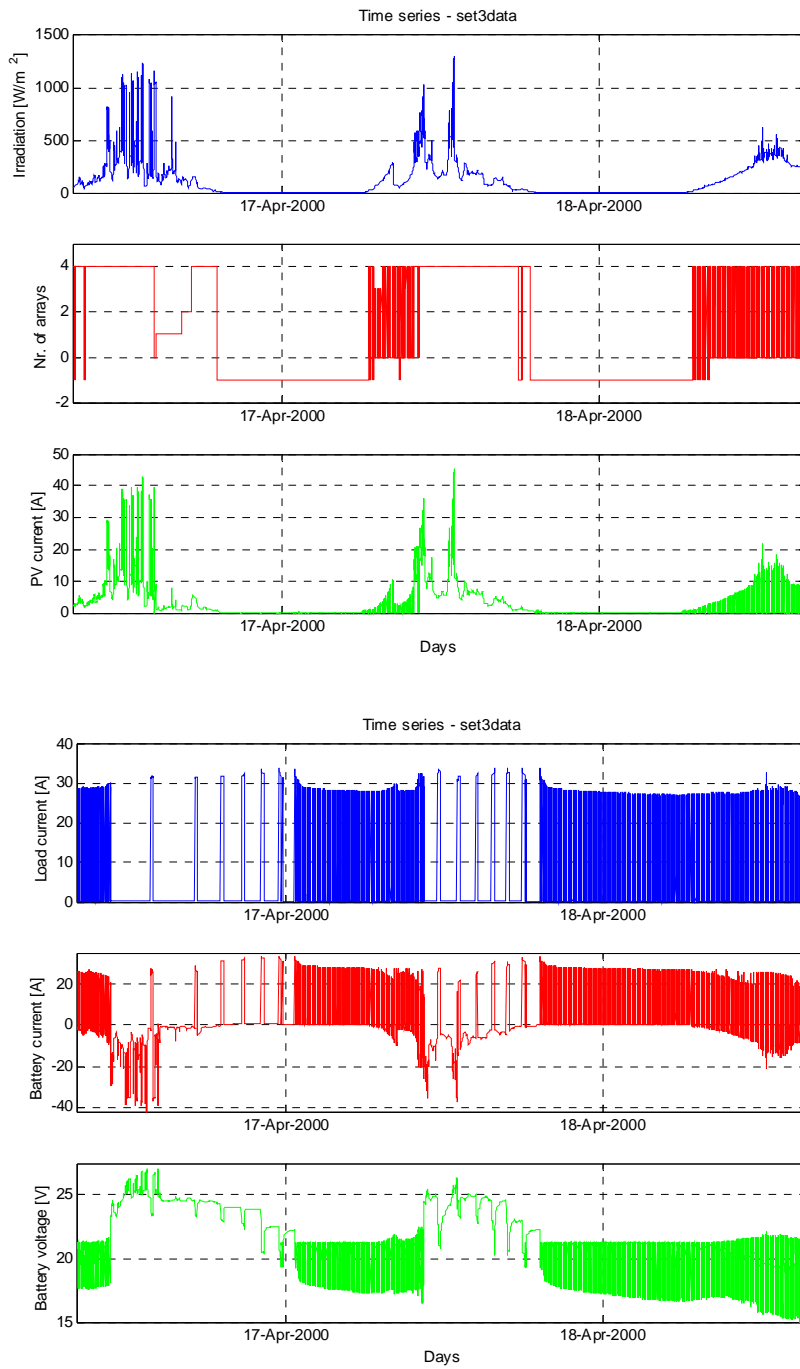 Time series - set3data
1500
1000
500
0
Irradiation [W/m²]
17-Apr-2000 18-Apr-2000
4
2
0
-2
Nr. of arrays
17-Apr-2000 18-Apr-2000
50
40
30
20
10
0
PV current [A]
17-Apr-2000 18-Apr-2000
Days
Time series - set3data
40
30
20
10
0
Load current [A]
17-Apr-2000 18-Apr-2000
20
0
-20
-40
Battery current [A]
17-Apr-2000 18-Apr-2000
25
20
15
Battery voltage [V]
17-Apr-2000 18-Apr-2000
Days